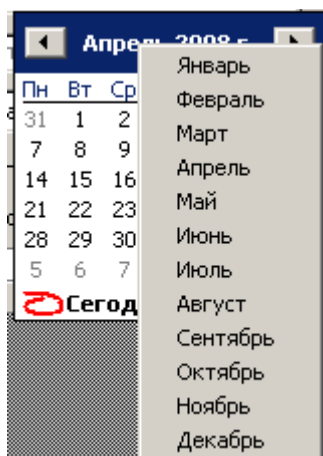 Апрель 2008 г.
Пн Вт Ср
31 1 2
7 8 9
14 15 16
21 22 23
28 29 30
5 6 7
Январь
Февраль
Март
Апрель
Май
Июнь
Июль
Август
Сентябрь
Октябрь
Ноябрь
Декабрь